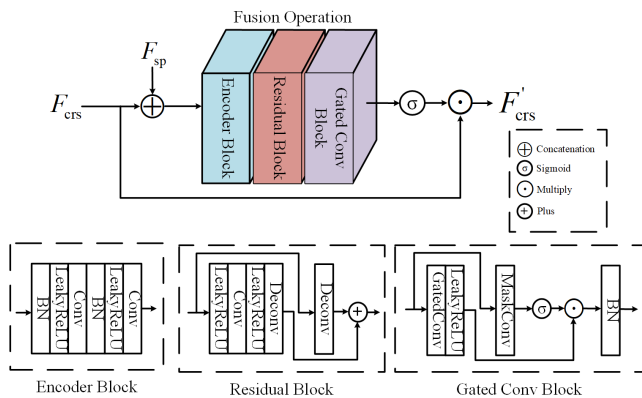 Fusion Operation
F_sp
F_crs
Encoder Block
Residual Block
Gated Conv
Block
σ
F'_crs
Concatenation
σ Sigmoid
Multiply
Plus
BN
LeakyReLU
Conv
BN
LeakyReLU
Conv
Encoder Block
LeakyReLU
Conv
LeakyReLU
Deconv
Deconv
+
Residual Block
GatedConv
LeakyReLU
MaskConv
σ
BN
Gated Conv Block